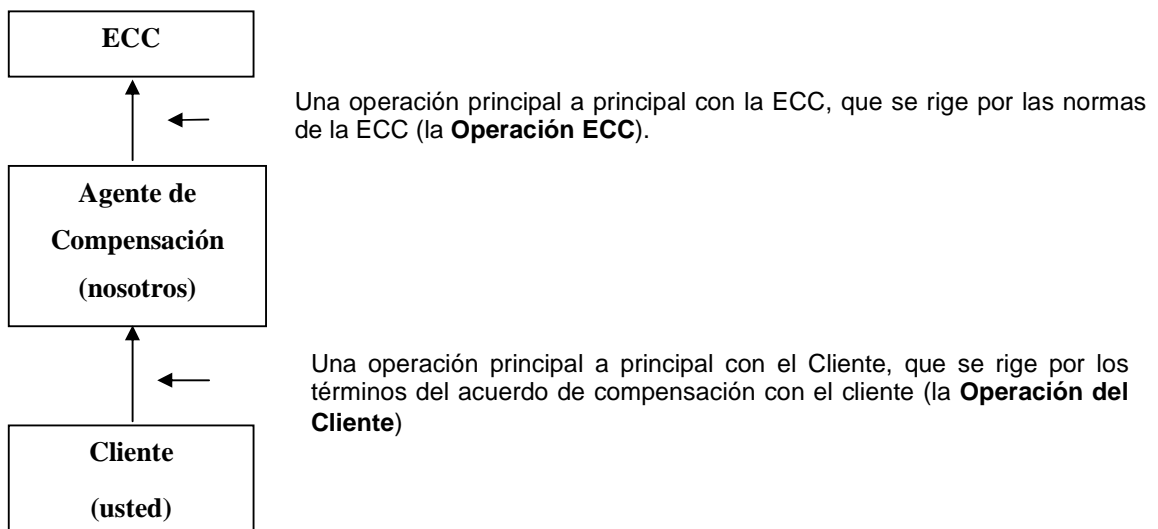 ECC
Una operación principal a principal con la ECC, que se rige por las normas
de la ECC (la Operación ECC).
Agente de
Compensación
(nosotros)
Una operación principal a principal con el Cliente, que se rige por los
términos del acuerdo de compensación con el cliente (la Operación del
Cliente)
Cliente
(usted)